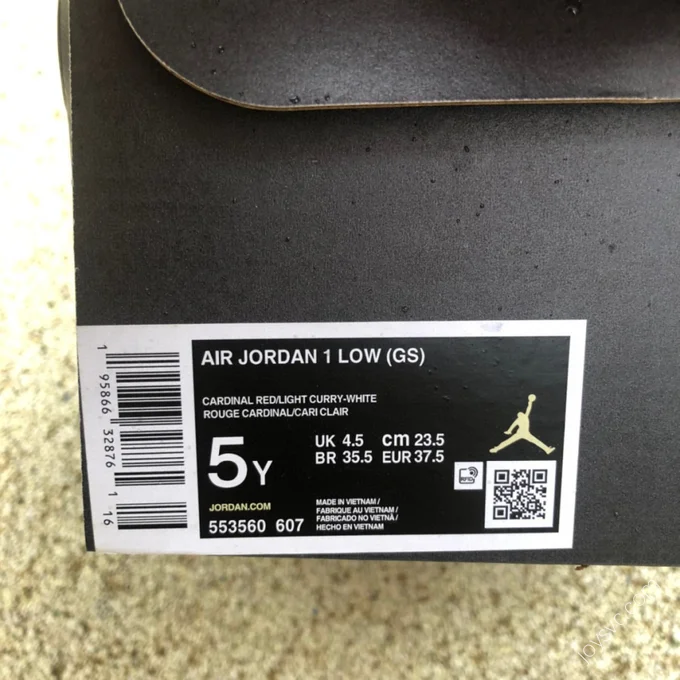 AIR JORDAN 1 LOW (GS)
CARDINAL RED/LIGHT CURRY-WHITE
ROUGE CARDINAL/CARI CLAIR
5Y
UK 4.5 cm 23.5
BR 35.5 EUR 37.5
JORDAN.COM
553560 607
MADE IN VIETNAM /
FABRIQUE AU VIETNAM /
FABRICADO NO VIETNÃ /
HECHO EN VIETNAM
1 95866 32876 1 16